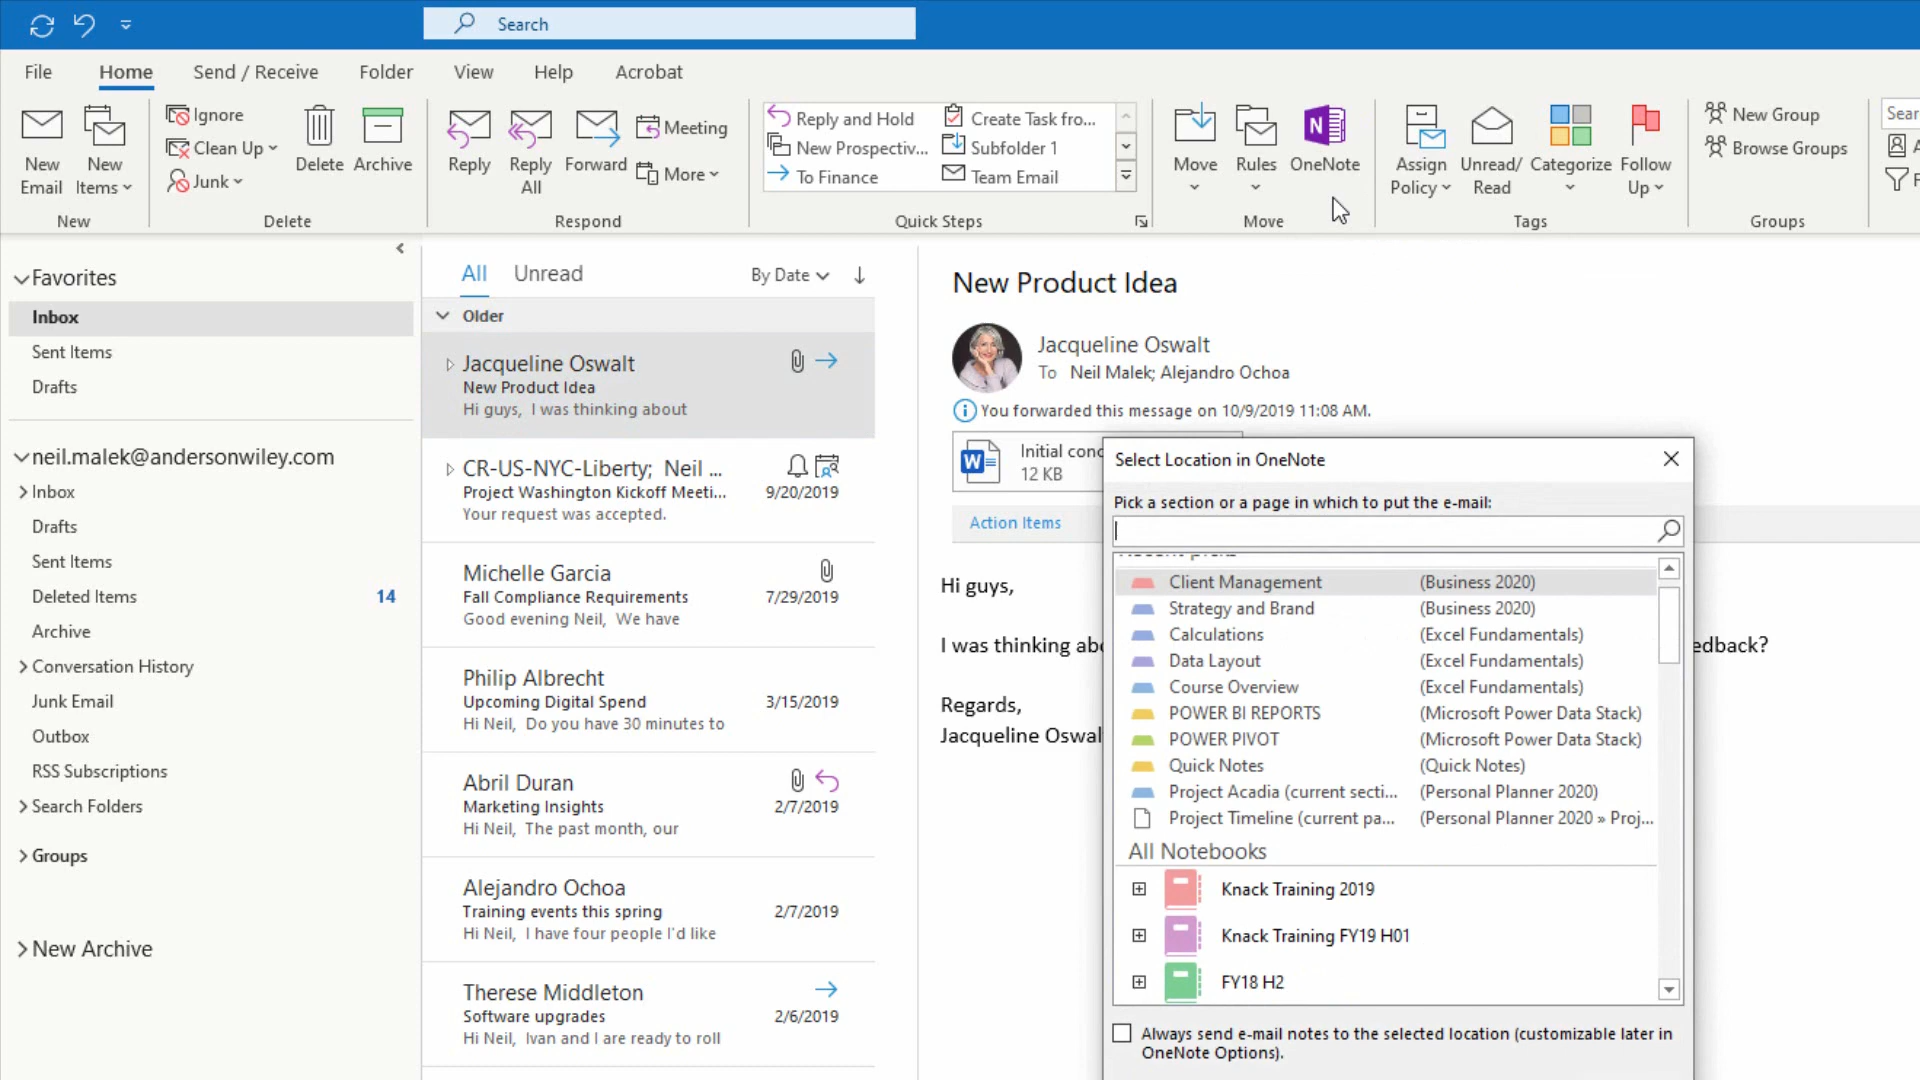 Search
File Home Send / Receive Folder View Help Acrobat
New Email
New Items
New
Ignore
Clean Up
Junk
Delete
Archive
Delete
Reply
Reply All
Forward
Meeting
More
Respond
Reply and Hold
New Prospectiv...
To Finance
Create Task fro...
Subfolder 1
Team Email
Quick Steps
Move
Rules
OneNote
Move
Assign Policy
Unread/ Read
Categorize
Follow Up
Tags
New Group
Browse Groups
Groups
Sear
A
F
Favorites
Inbox
Sent Items
Drafts
neil.malek@andersonwiley.com
Inbox
Drafts
Sent Items
Deleted Items 14
Archive
Conversation History
Junk Email
Outbox
RSS Subscriptions
Search Folders
Groups
New Archive
All Unread By Date
Older
Jacqueline Oswalt
New Product Idea
Hi guys, I was thinking about
CR-US-NYC-Liberty; Neil ...
Project Washington Kickoff Meeti... 9/20/2019
Your request was accepted.
Michelle Garcia
Fall Compliance Requirements 7/29/2019
Good evening Neil, We have
Philip Albrecht
Upcoming Digital Spend 3/15/2019
Hi Neil, Do you have 30 minutes to
Abril Duran
Marketing Insights 2/7/2019
Hi Neil, The past month, our
Alejandro Ochoa
Training events this spring 2/7/2019
Hi Neil, I have four people I'd like
Therese Middleton
Software upgrades 2/6/2019
Hi Neil, Ivan and I are ready to roll
New Product Idea
Jacqueline Oswalt
To Neil Malek; Alejandro Ochoa
You forwarded this message on 10/9/2019 11:08 AM.
Initial conc
12 KB
Action Items
Hi guys,
I was thinking abo
edback?
Regards,
Jacqueline Oswal
Select Location in OneNote
Pick a section or a page in which to put the e-mail:
Client Management (Business 2020)
Strategy and Brand (Business 2020)
Calculations (Excel Fundamentals)
Data Layout (Excel Fundamentals)
Course Overview (Excel Fundamentals)
POWER BI REPORTS (Microsoft Power Data Stack)
POWER PIVOT (Microsoft Power Data Stack)
Quick Notes (Quick Notes)
Project Acadia (current secti... (Personal Planner 2020)
Project Timeline (current pa... (Personal Planner 2020 » Proj...
All Notebooks
Knack Training 2019
Knack Training FY19 H01
FY18 H2
Always send e-mail notes to the selected location (customizable later in
OneNote Options).